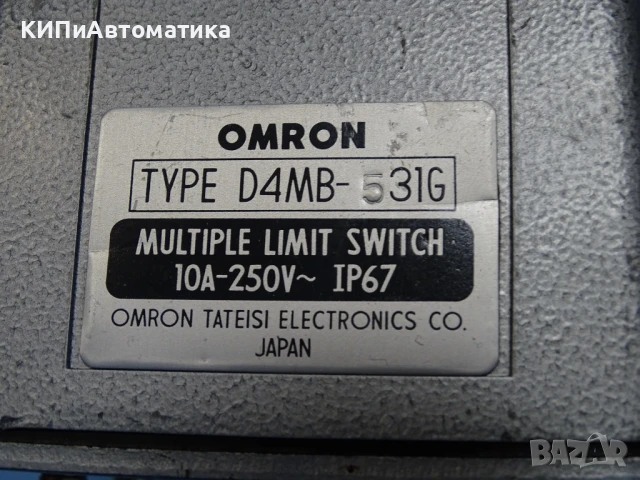 КИПиАвтоматика
OMRON
TYPE D4MB-531G
MULTIPLE LIMIT SWITCH
10A-250V~ IP67
OMRON TATEISI ELECTRONICS CO.
JAPAN
BAZAR